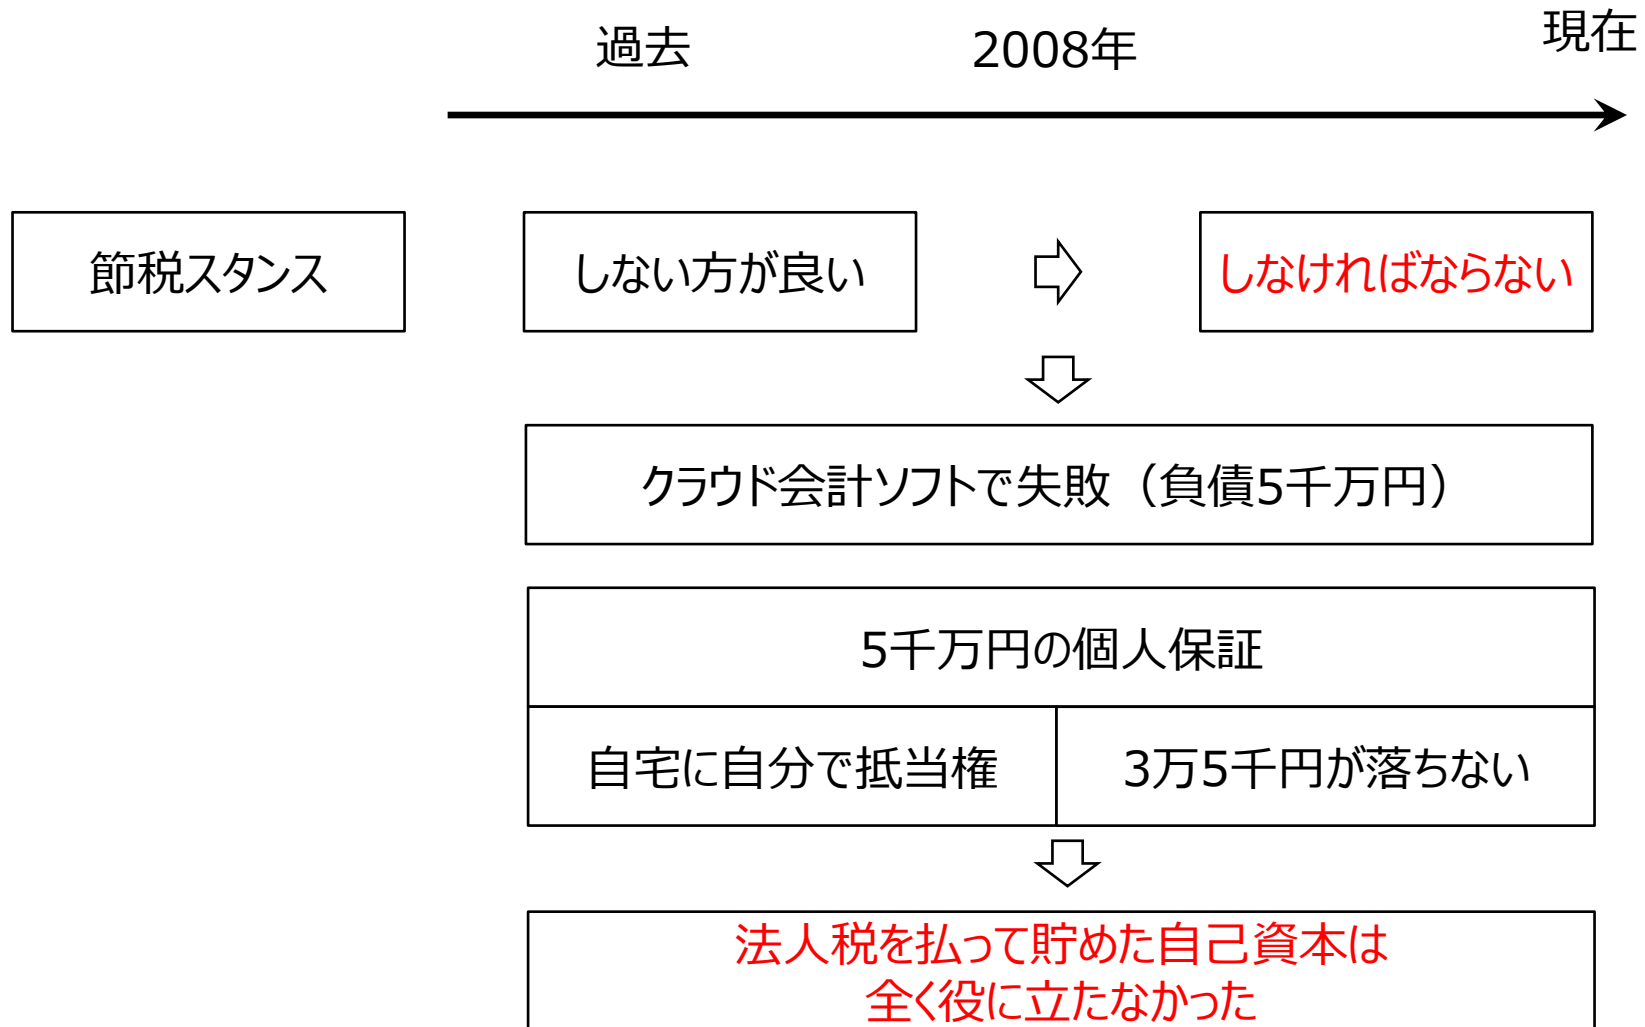 過去
2008年
現在
節税スタンス
しない方が良い
しなければならない
クラウド会計ソフトで失敗（負債5千万円）
5千万円の個人保証
自宅に自分で抵当権
3万5千円が落ちない
法人税を払って貯めた自己資本は
全く役に立たなかった